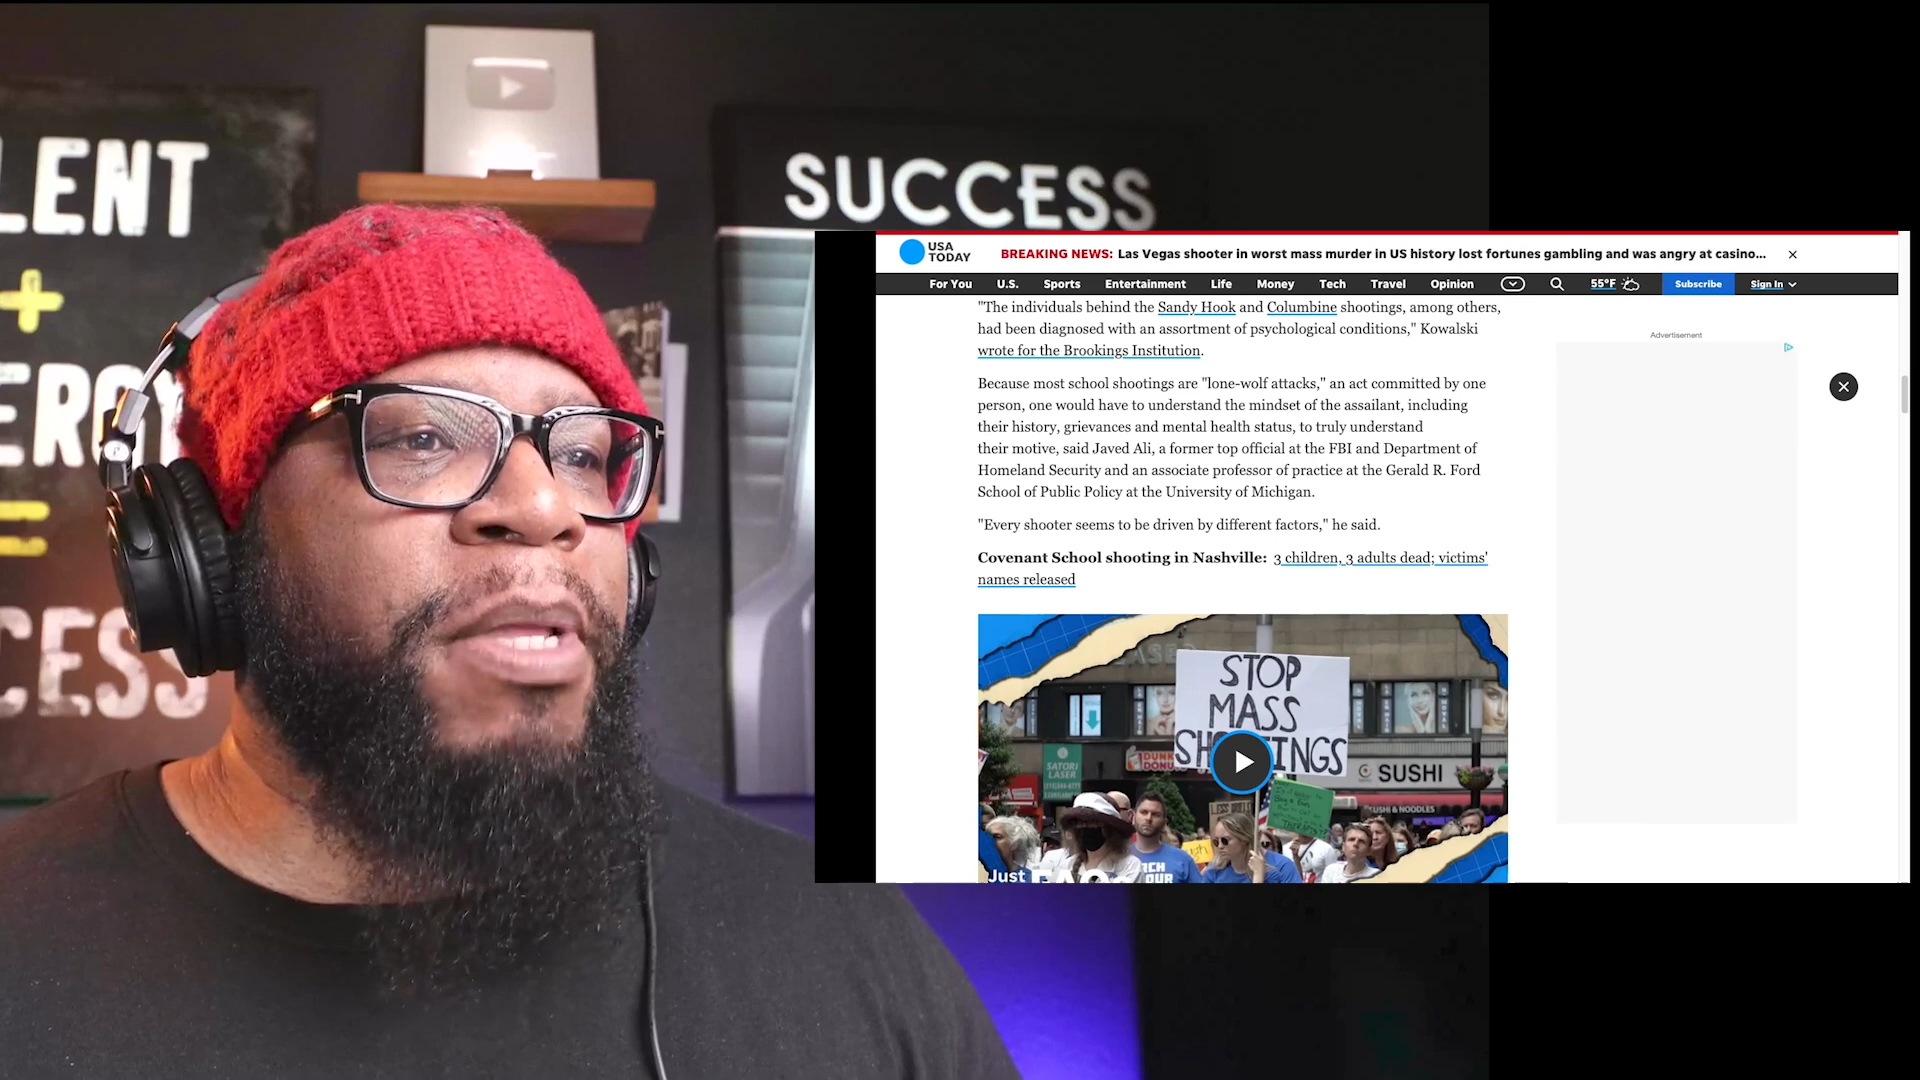 LENT
+
ERGY
=
CESS
SUCCESS
USA
TODAY
BREAKING NEWS: Las Vegas shooter in worst mass murder in US history lost fortunes gambling and was angry at casino...
For You U.S. Sports Entertainment Life Money Tech Travel Opinion 55°F Subscribe Sign In
"The individuals behind the Sandy Hook and Columbine shootings, among others,
had been diagnosed with an assortment of psychological conditions," Kowalski
wrote for the Brookings Institution.
Advertisement
Because most school shootings are "lone-wolf attacks," an act committed by one
person, one would have to understand the mindset of the assailant, including
their history, grievances and mental health status, to truly understand
their motive, said Javed Ali, a former top official at the FBI and Department of
Homeland Security and an associate professor of practice at the Gerald R. Ford
School of Public Policy at the University of Michigan.
"Every shooter seems to be driven by different factors," he said.
Covenant School shooting in Nashville: 3 children, 3 adults dead; victims'
names released
STOP
MASS
SHOOTINGS
SATORI
LASER
DUNKIN'
DONUTS
SUSHI
SUSHI & NOODLES
Just
FAQs